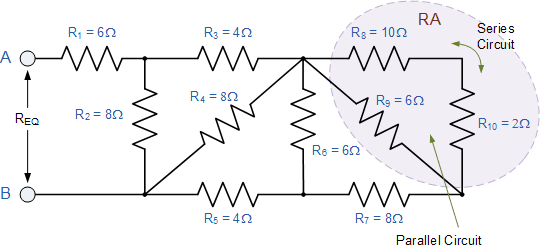 RA
Series
Circuit
R1 = 6Ω
R3 = 4Ω
R8 = 10Ω
A
R2 = 8Ω
R4 = 8Ω
R9 = 6Ω
REQ
R10 = 2Ω
R6 = 6Ω
B
R5 = 4Ω
R7 = 8Ω
Parallel Circuit